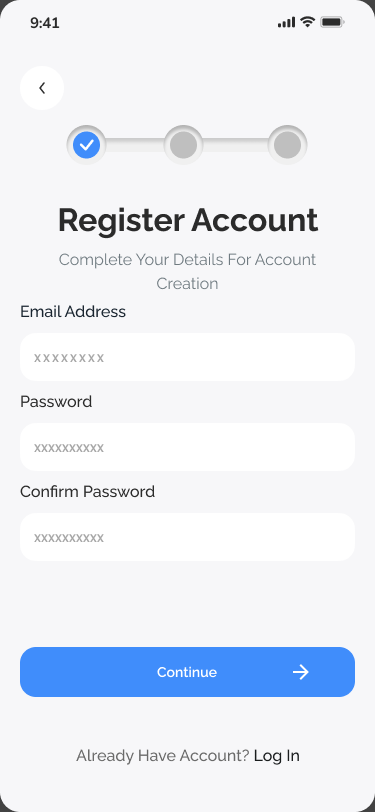 9:41
Register Account
Complete Your Details For Account
Creation
Email Address
xxxxxxxx
Password
xxxxxxxxxx
Confirm Password
xxxxxxxxxx
Continue
Already Have Account? Log In